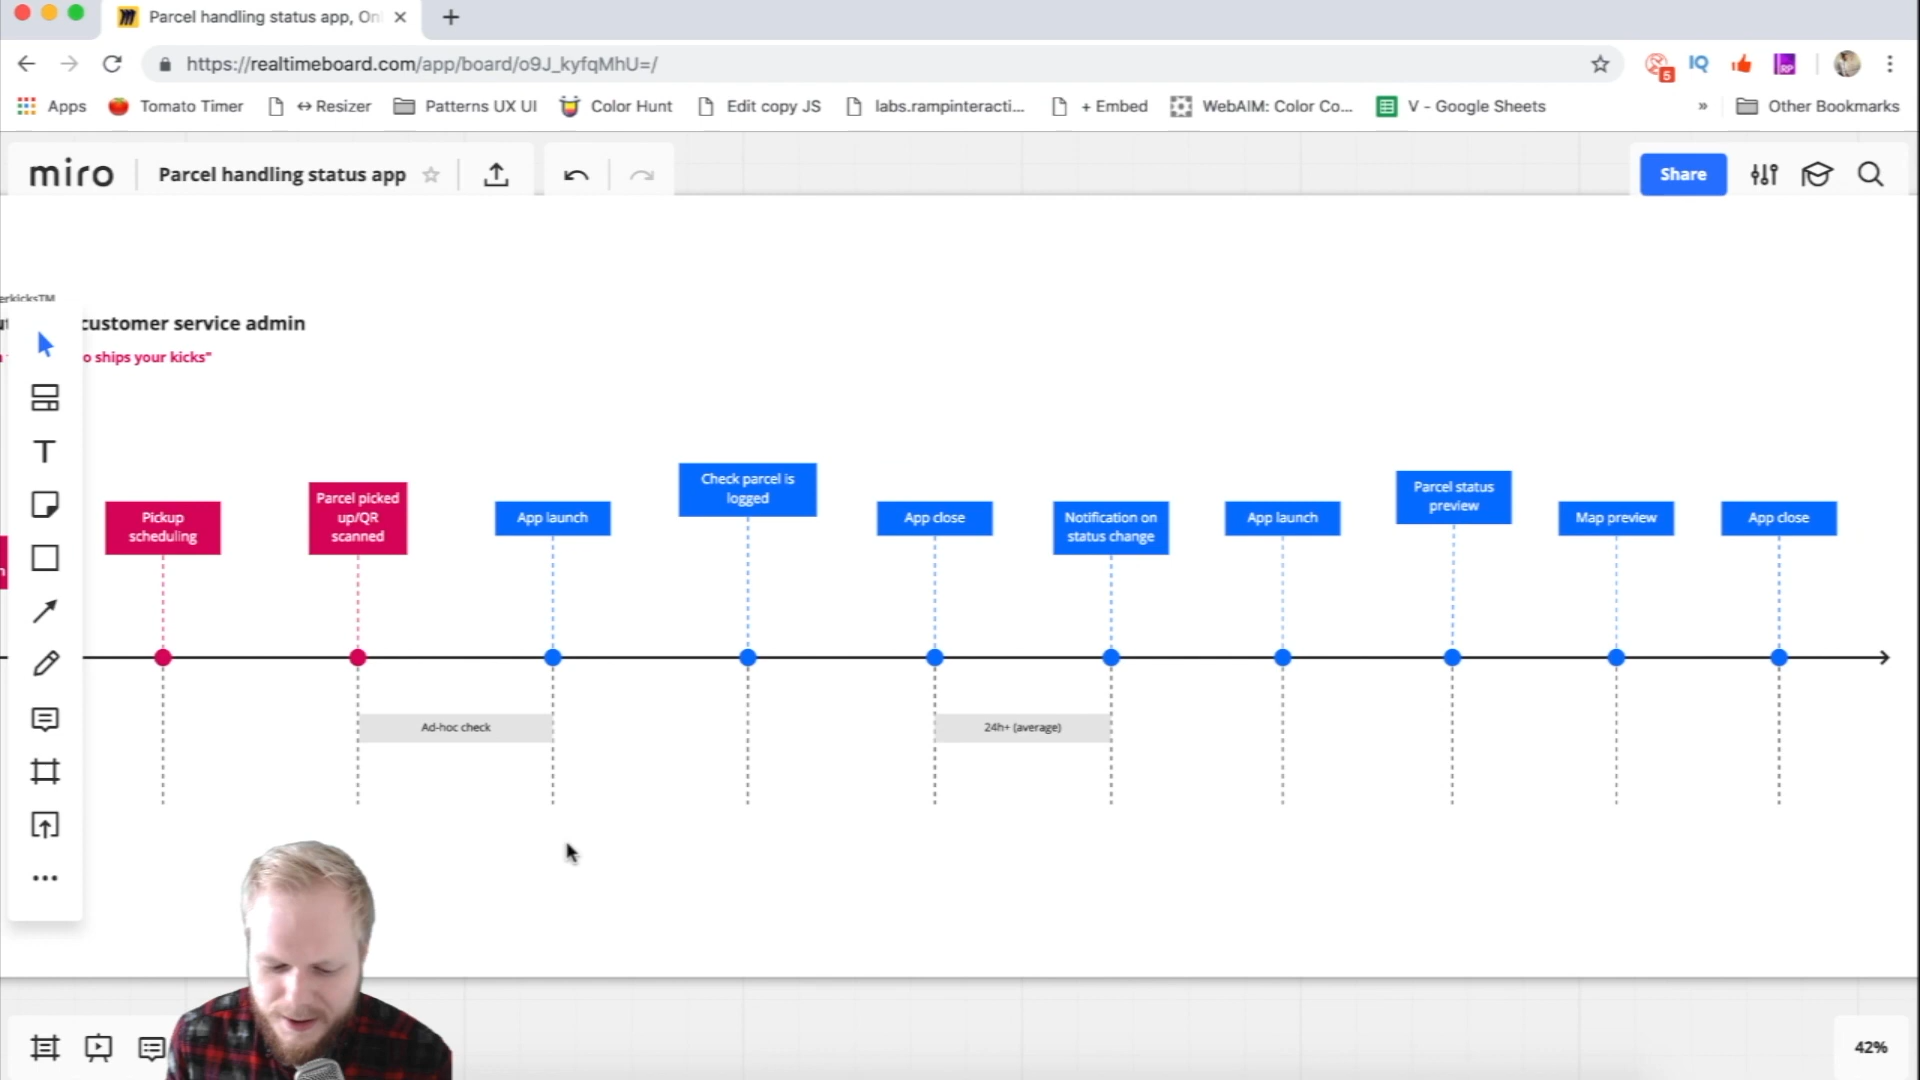 Parcel handling status app, On
https://realtimeboard.com/app/board/o9J_kyfqMhU=/
5
IQ
RP
Apps
Tomato Timer
↔Resizer
Patterns UX UI
Color Hunt
Edit copy JS
labs.rampinteracti...
+ Embed
WebAIM: Color Co...
V - Google Sheets
»
Other Bookmarks
miro
Parcel handling status app
Share
erkicksTM
customer service admin
o ships your kicks"
T
Pickup
scheduling
Parcel picked
up/QR
scanned
App launch
Check parcel is
logged
App close
Notification on
status change
App launch
Parcel status
preview
Map preview
App close
Ad-hoc check
24h+ (average)
42%